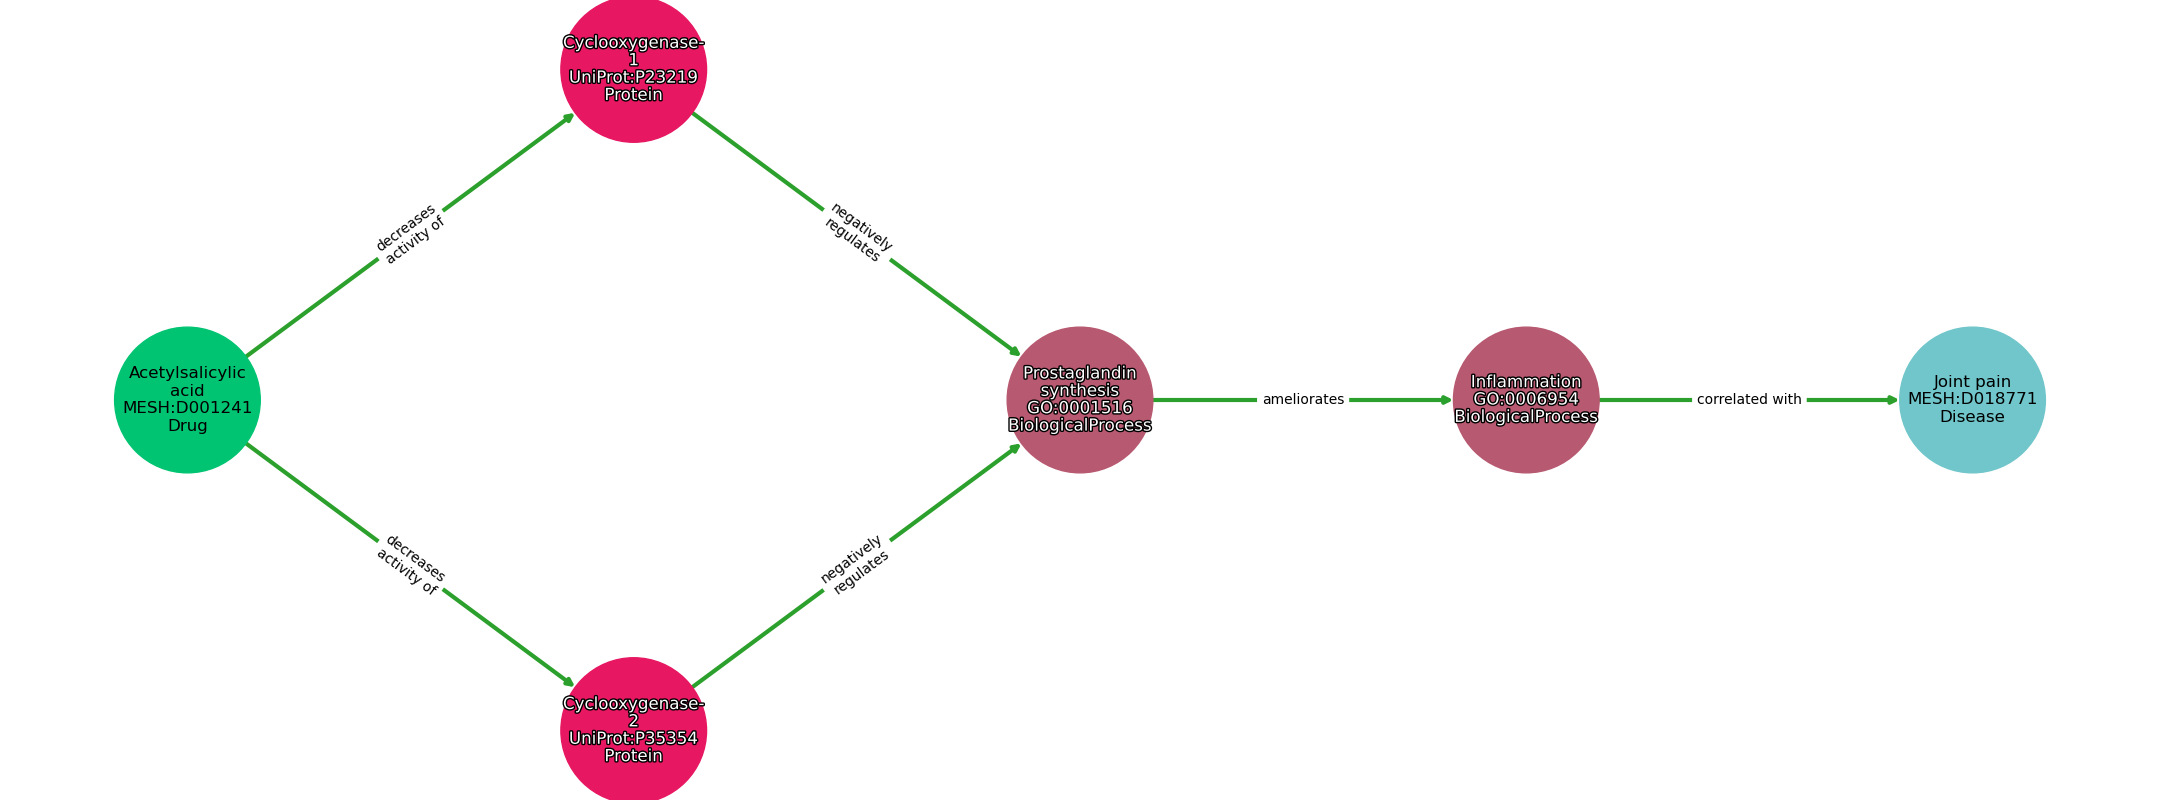 Cyclooxygenase-
1
UniProt:P23219
Protein
decreases
activity of
negatively
regulates
Acetylsalicylic
acid
MESH:D001241
Drug
Prostaglandin
synthesis
GO:0001516
BiologicalProcess
ameliorates
Inflammation
GO:0006954
BiologicalProcess
correlated with
Joint pain
MESH:D018771
Disease
decreases
activity of
negatively
regulates
Cyclooxygenase-
2
UniProt:P35354
Protein